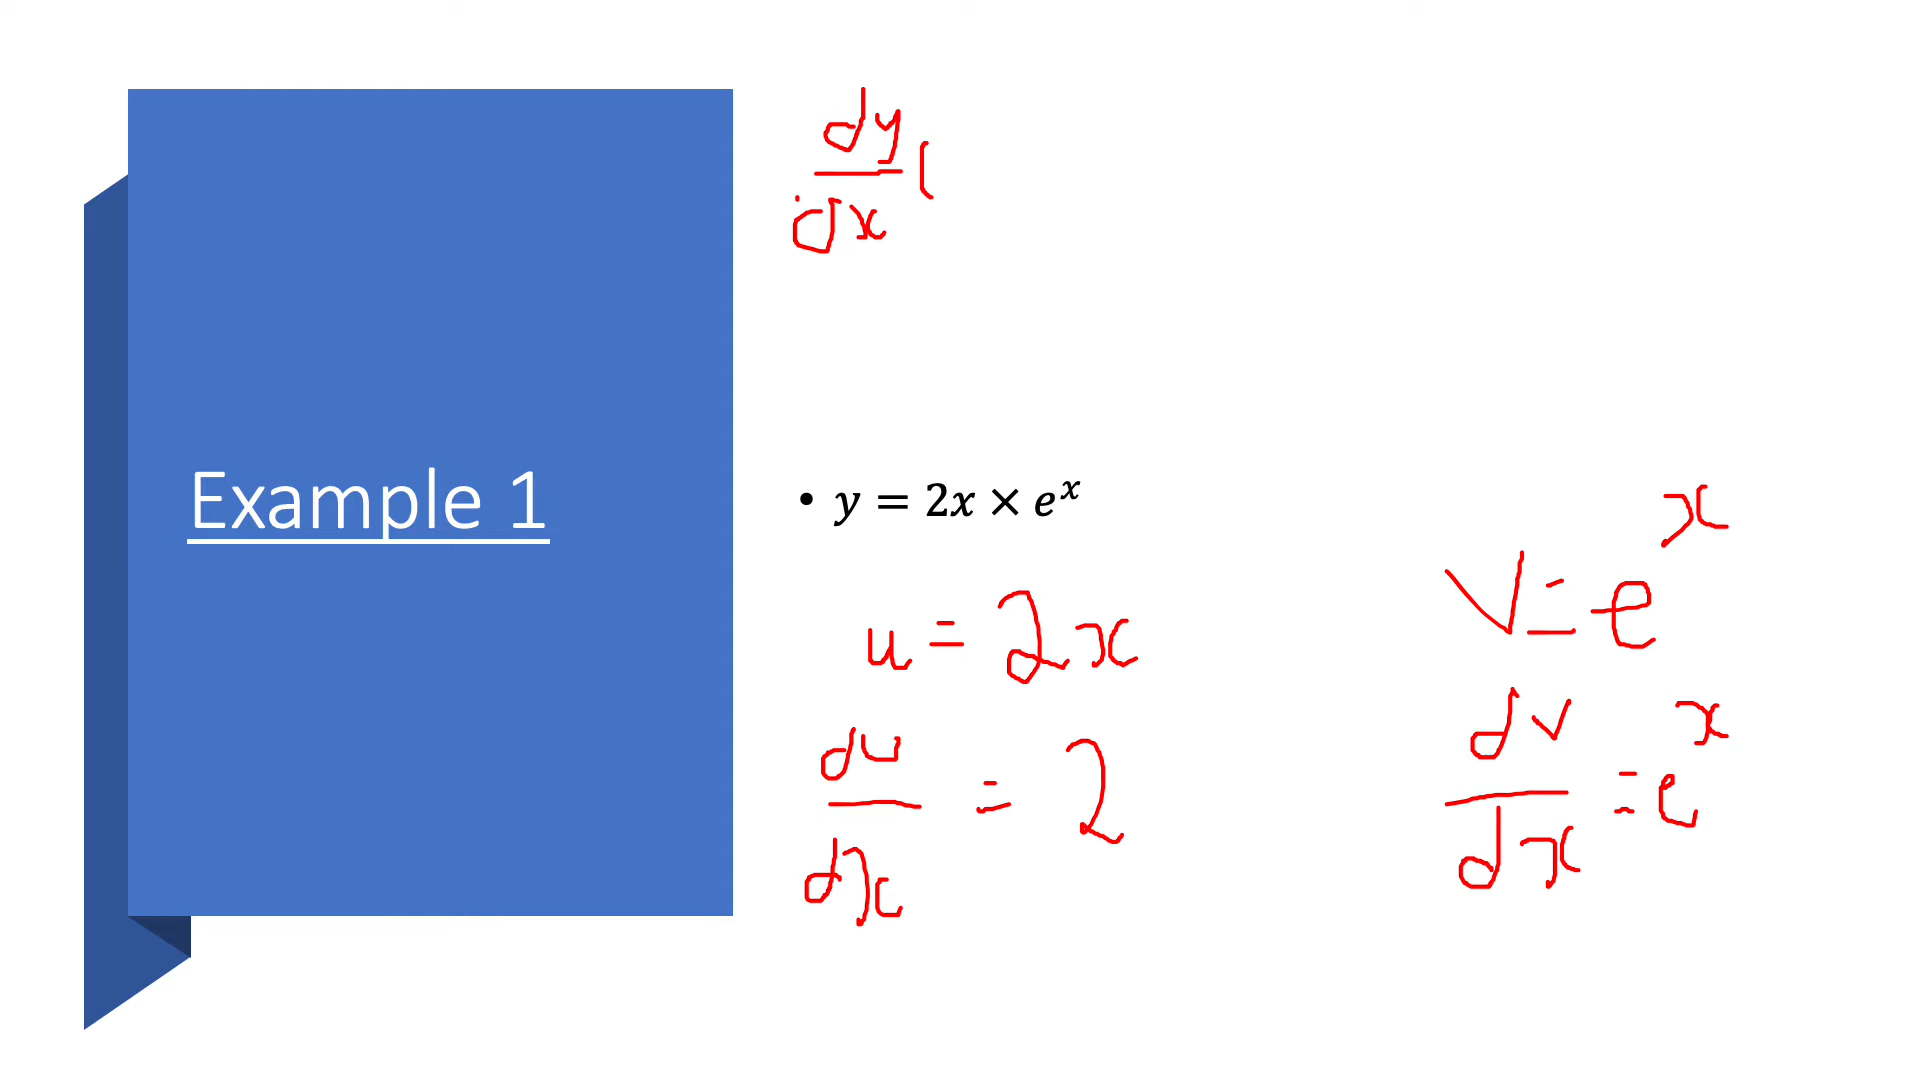 dy/dx (
Example 1
• y = 2x × e^x
u = 2x
v = e^x
du/dx = 2
dv/dx = e^x